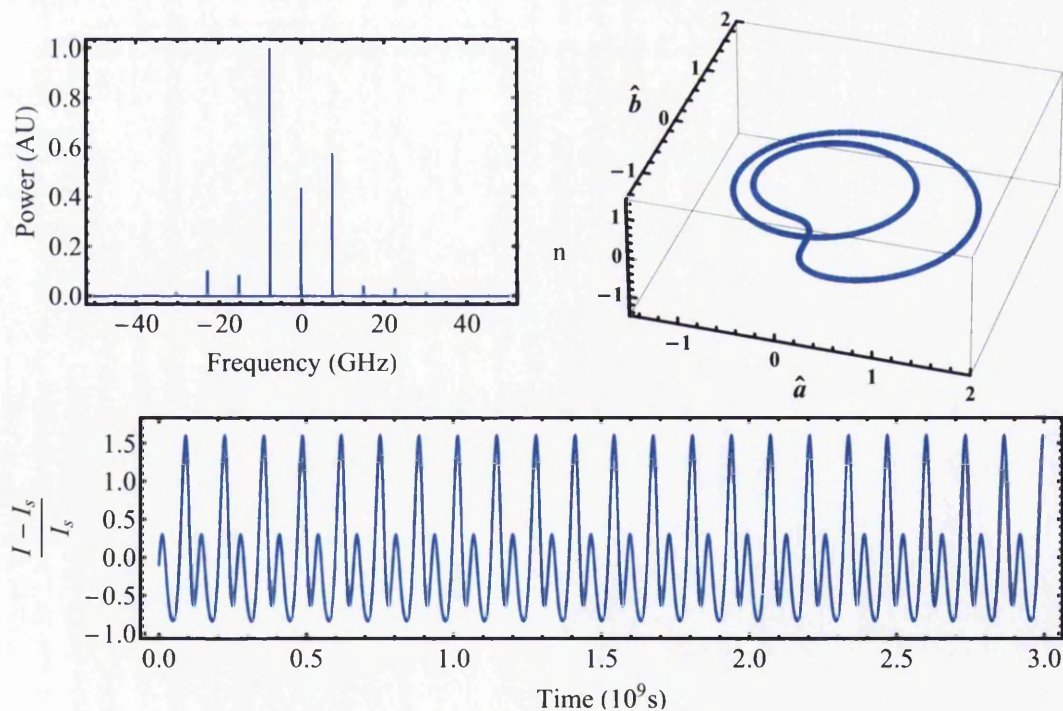 Power (AU)
1.0
0.8
0.6
0.4
0.2
0.0
−40 −20 0 20 40
Frequency (GHz)
2
1
0
−1
b̂
1
0
−1
n
−1 0 1 2
â
I − I_s
I_s
1.5
1.0
0.5
0.0
−0.5
−1.0
0.0 0.5 1.0 1.5 2.0 2.5 3.0
Time (10⁹s)